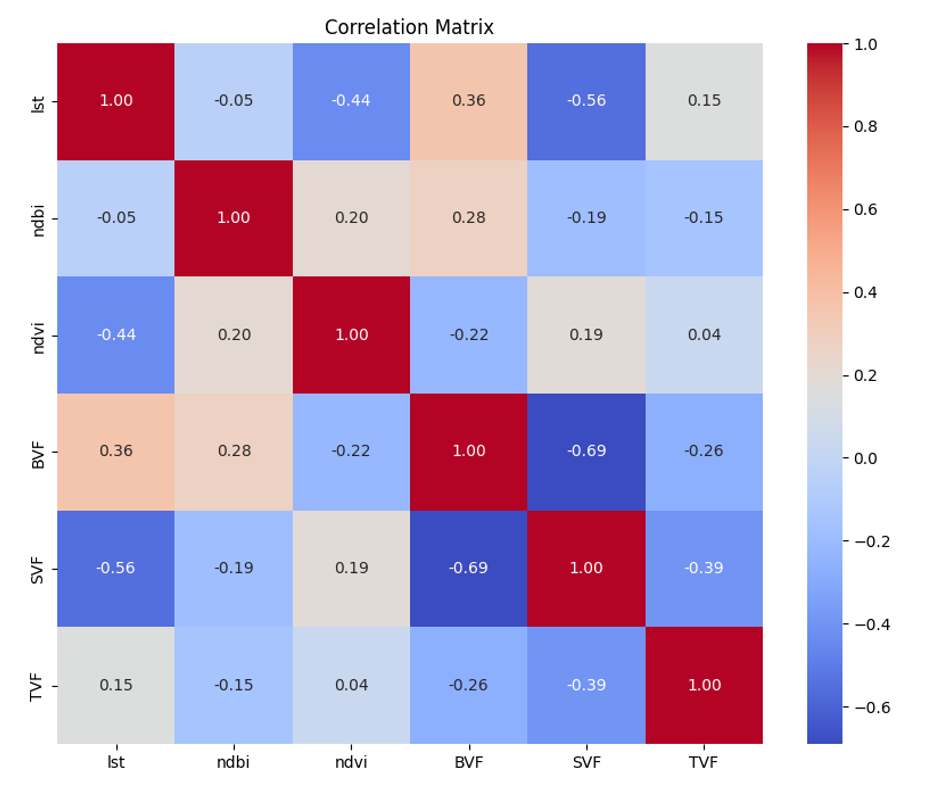 Correlation Matrix
lst 1.00 -0.05 -0.44 0.36 -0.56 0.15
ndbi -0.05 1.00 0.20 0.28 -0.19 -0.15
ndvi -0.44 0.20 1.00 -0.22 0.19 0.04
BVF 0.36 0.28 -0.22 1.00 -0.69 -0.26
SVF -0.56 -0.19 0.19 -0.69 1.00 -0.39
TVF 0.15 -0.15 0.04 -0.26 -0.39 1.00
lst ndbi ndvi BVF SVF TVF
1.0
0.8
0.6
0.4
0.2
0.0
−0.2
−0.4
−0.6